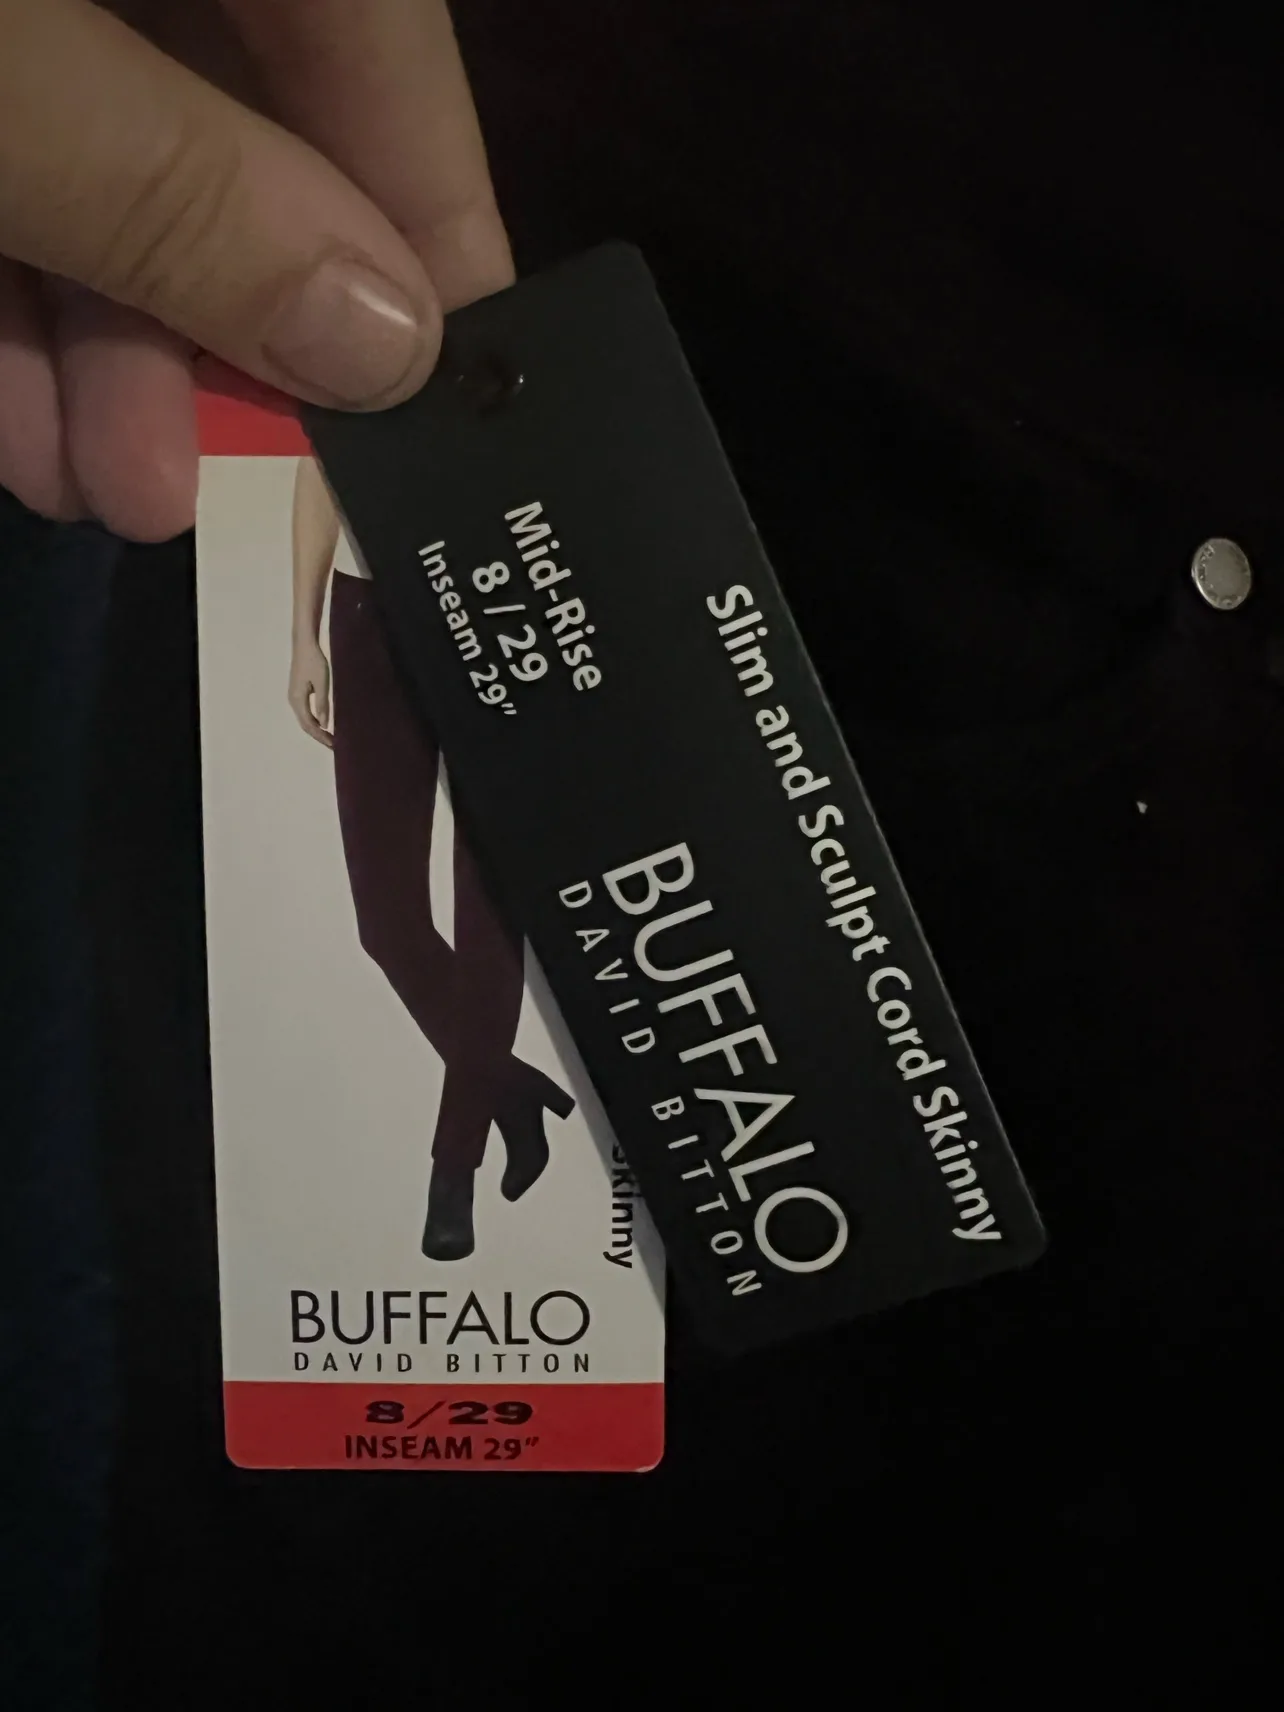 Mid-Rise
8 / 29
Inseam 29"
Slim and Sculpt Cord Skinny
BUFFALO
DAVID BITTON
Skinny
BUFFALO
DAVID BITTON
8/29
INSEAM 29"